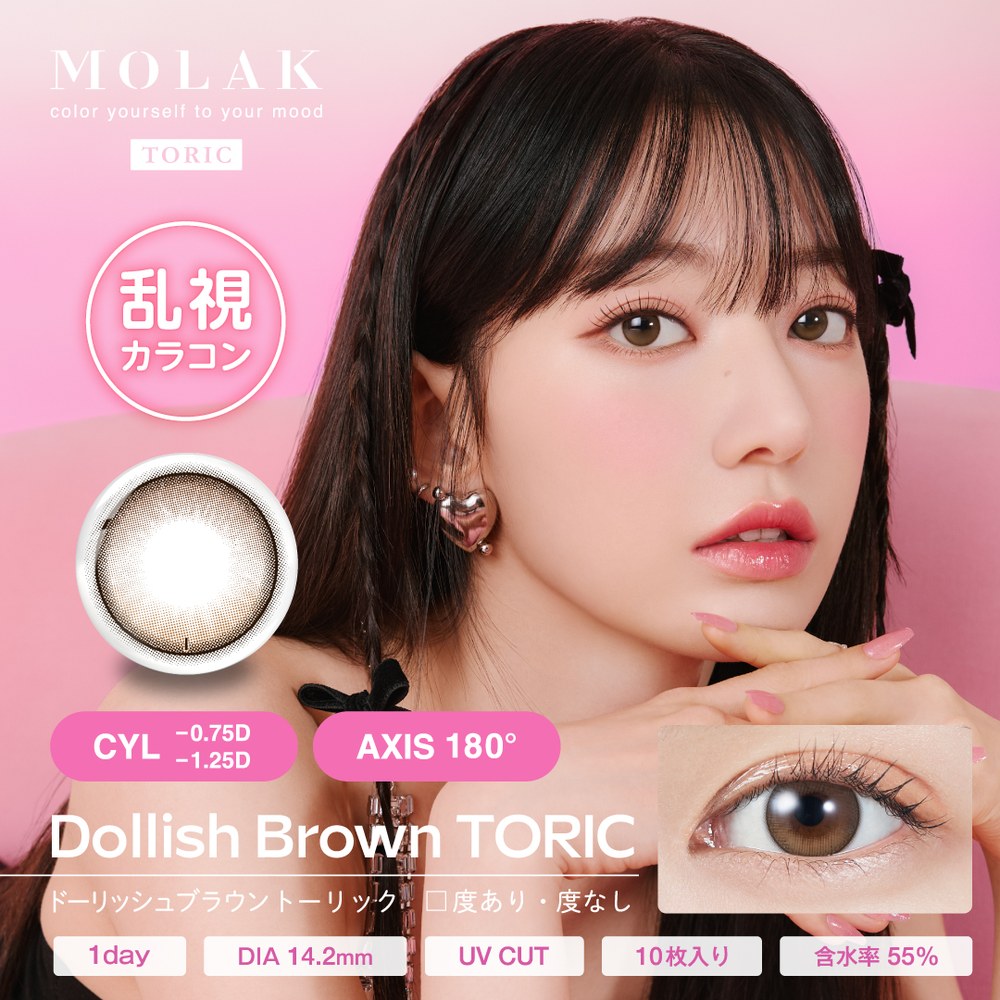 MOLAK
color yourself to your mood
TORIC
乱視
カラコン
CYL -0.75D
-1.25D
AXIS 180°
Dollish Brown TORIC
ドーリッシュブラウントーリック □度あり・度なし
1day
DIA 14.2mm
UV CUT
10枚入り
含水率 55%